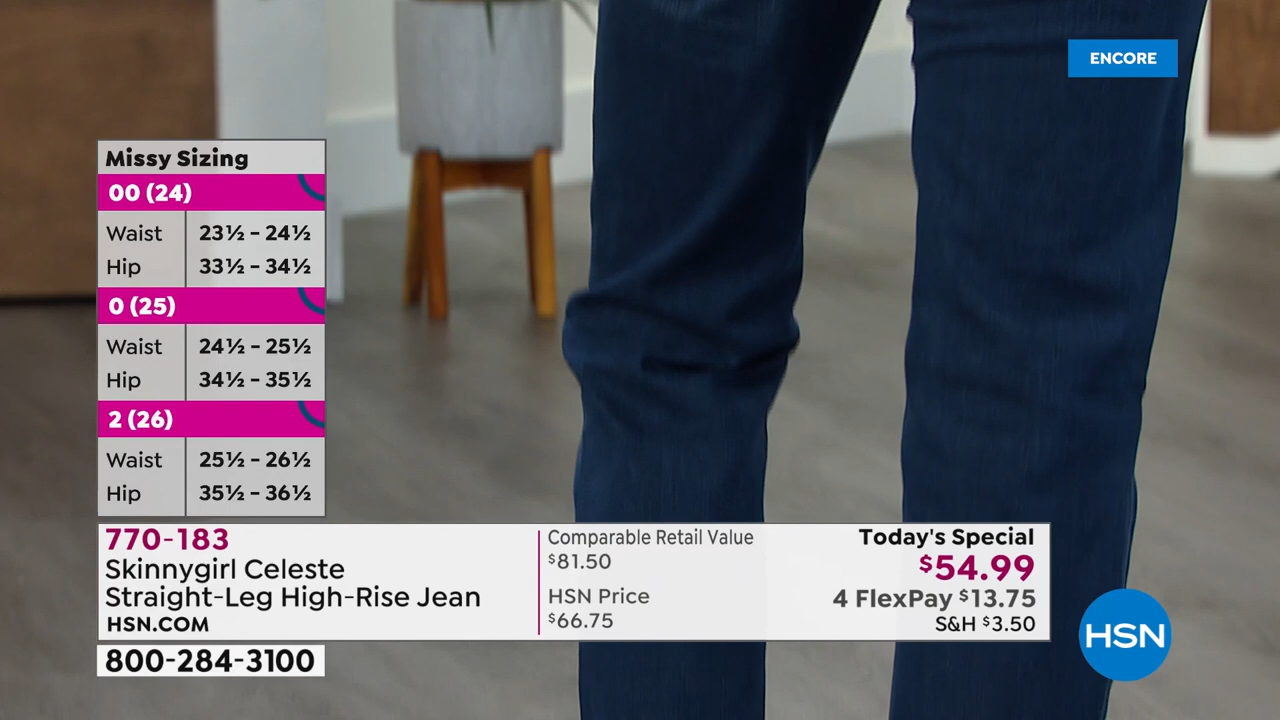 ENCORE
Missy Sizing
00 (24)
Waist 23½ - 24½
Hip 33½ - 34½
0 (25)
Waist 24½ - 25½
Hip 34½ - 35½
2 (26)
Waist 25½ - 26½
Hip 35½ - 36½
770-183
Skinnygirl Celeste
Straight-Leg High-Rise Jean
HSN.COM
Comparable Retail Value
$81.50
HSN Price
$66.75
Today's Special
$54.99
4 FlexPay $13.75
S&H $3.50
800-284-3100
HSN